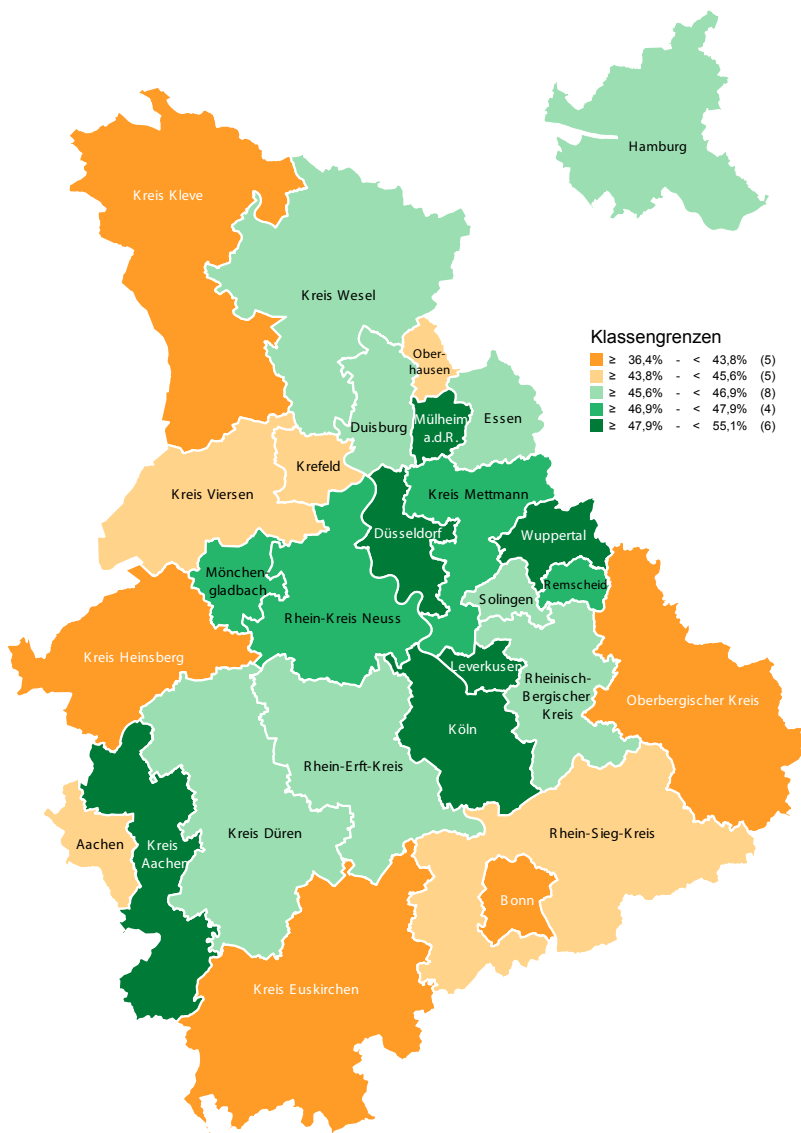 Hamburg
Kreis Kleve
Kreis Wesel
Klassengrenzen
≥ 36,4% - < 43,8% (5)
≥ 43,8% - < 45,6% (5)
≥ 45,6% - < 46,9% (8)
≥ 46,9% - < 47,9% (4)
≥ 47,9% - < 55,1% (6)
Ober-
hausen
Duisburg
Mülheim
a.d.R.
Essen
Krefeld
Kreis Viersen
Kreis Mettmann
Düsseldorf
Wuppertal
Mönchen-
gladbach
Remscheid
Solingen
Rhein-Kreis Neuss
Kreis Heinsberg
Leverkusen
Rheinisch-
Bergischer
Kreis
Oberbergischer Kreis
Köln
Rhein-Erft-Kreis
Kreis Düren
Rhein-Sieg-Kreis
Aachen
Kreis
Aachen
Bonn
Kreis Euskirchen